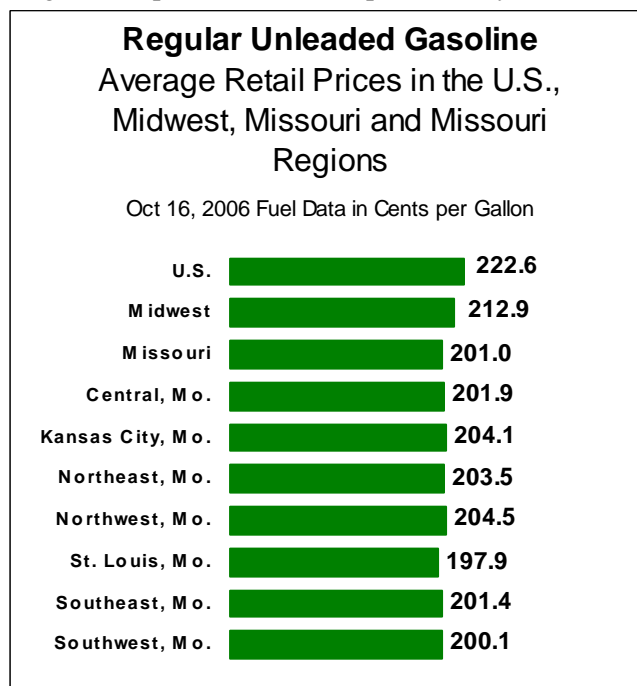 Regular Unleaded Gasoline
Average Retail Prices in the U.S.,
Midwest, Missouri and Missouri
Regions
Oct 16, 2006 Fuel Data in Cents per Gallon
U.S. 222.6
Midwest 212.9
Missouri 201.0
Central, Mo. 201.9
Kansas City, Mo. 204.1
Northeast, Mo. 203.5
Northwest, Mo. 204.5
St. Louis, Mo. 197.9
Southeast, Mo. 201.4
Southwest, Mo. 200.1